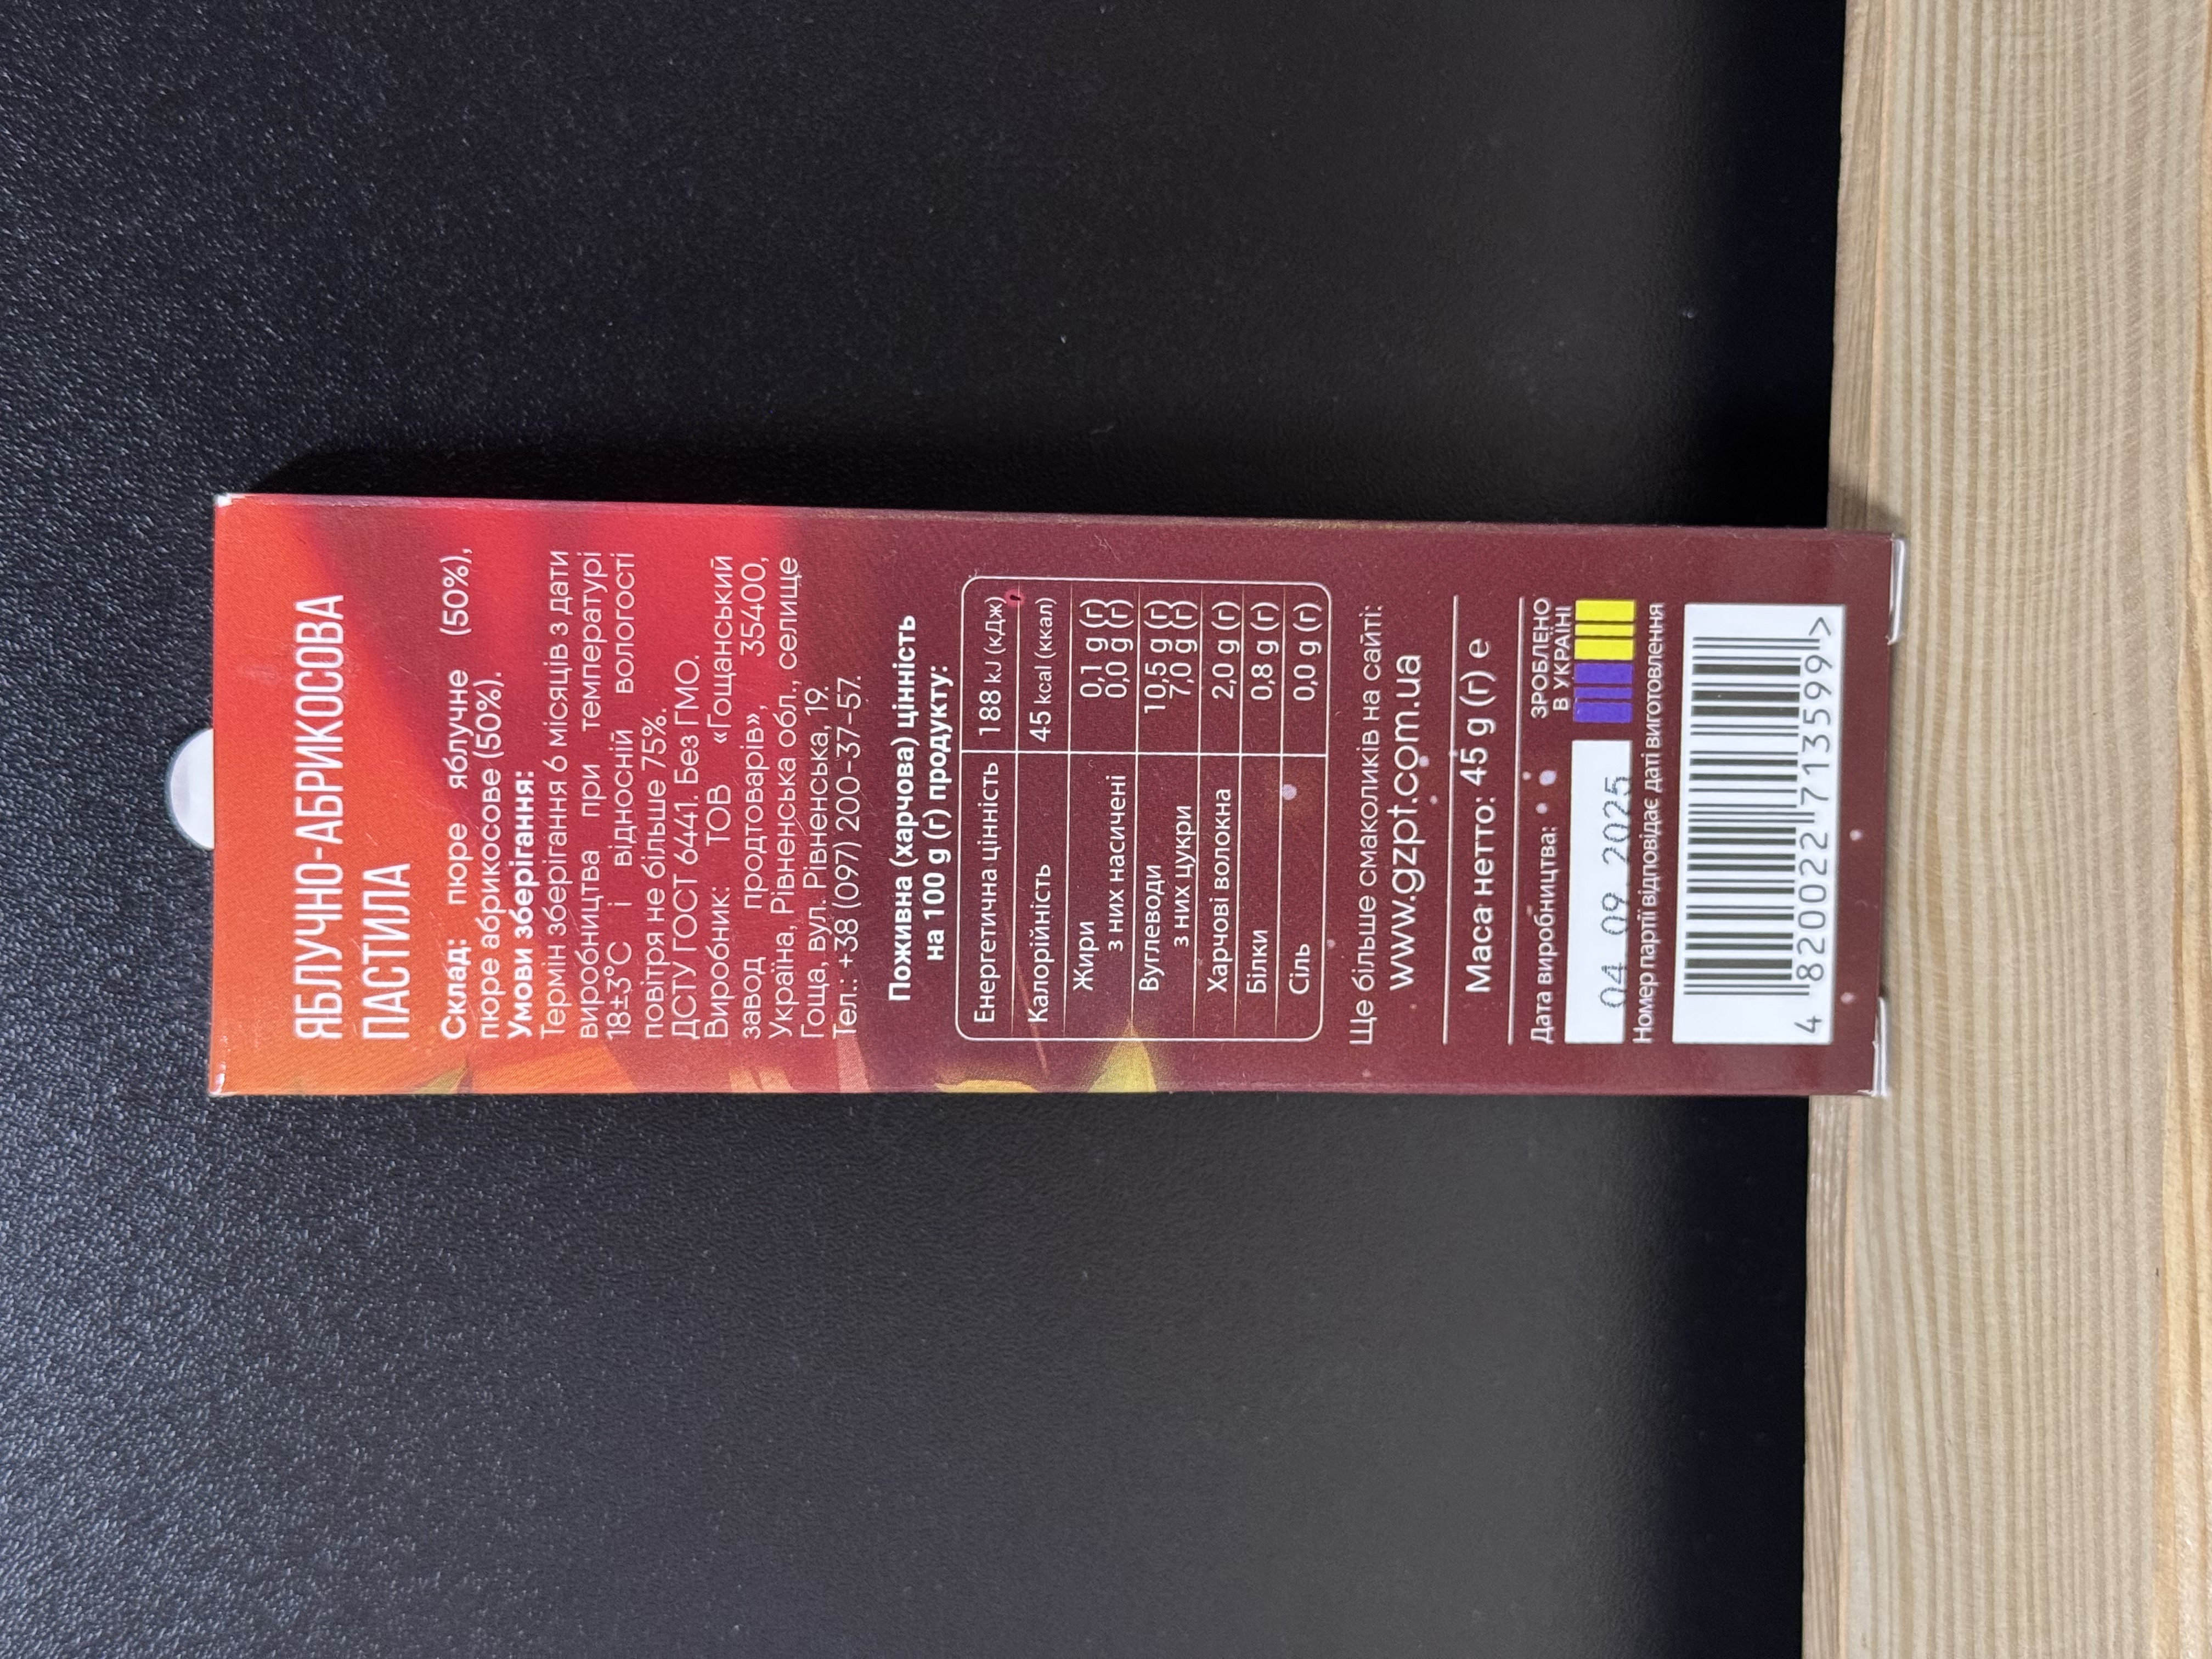 ЯБЛУЧНО-АБРИКОСОВА
ПАСТИЛА
Склад: пюре яблучне (50%),
пюре абрикосове (50%).
Умови зберігання:
Термін зберігання 6 місяців з дати
виробництва при температурі
18±3°C і відносній вологості
повітря не більше 75%.
ДСТУ ГОСТ 6441. Без ГМО.
Виробник: ТОВ «Гощанський
завод продтоварів», 35400,
Україна, Рівненська обл., селище
Гоща, вул. Рівненська, 19.
Тел.: +38 (097) 200-37-57.
Поживна (харчова) цінність
на 100 g (г) продукту:
Енергетична цінність 188 kJ (кДж)
Калорійність 45 kcal (ккал)
Жири 0,1 g (г)
з них насичені 0,0 g (г)
Вуглеводи 10,5 g (г)
з них цукри 7,0 g (г)
Харчові волокна 2,0 g (г)
Білки 0,8 g (г)
Сіль 0,0 g (г)
Ще більше смаколиків на сайті:
www.gzpt.com.ua
Маса нетто: 45 g (г) e
Дата виробництва:
ЗРОБЛЕНО
В УКРАЇНІ
04 09.2025
Номер партії відповідає даті виготовлення
4 820022 713599 >